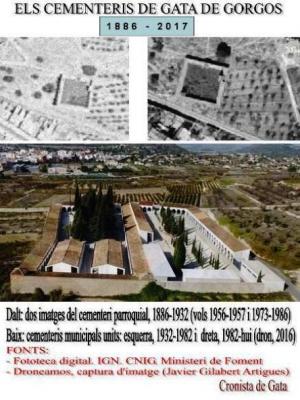 ELS CEMENTERIS DE GATA DE GORGOS
1886 - 2017
Dalt: dos imatges del cementeri parroquial, 1886-1932 (vols 1956-1957 i 1973-1986)
Baix: cementeris municipals units: esquerra, 1932-1982 i dreta, 1982-hui (dron, 2016)
FONTS:
- Fototeca digital. IGN. CNIG. Ministeri de Foment
- Droneamos, captura d'imatge (Javier Gilabert Artigues)
Cronista de Gata